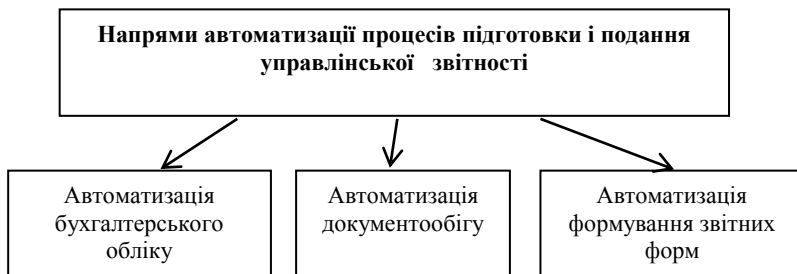 Напрями автоматизації процесів підготовки і подання
управлінської звітності
Автоматизація
бухгалтерського
обліку
Автоматизація
документообігу
Автоматизація
формування звітних
форм